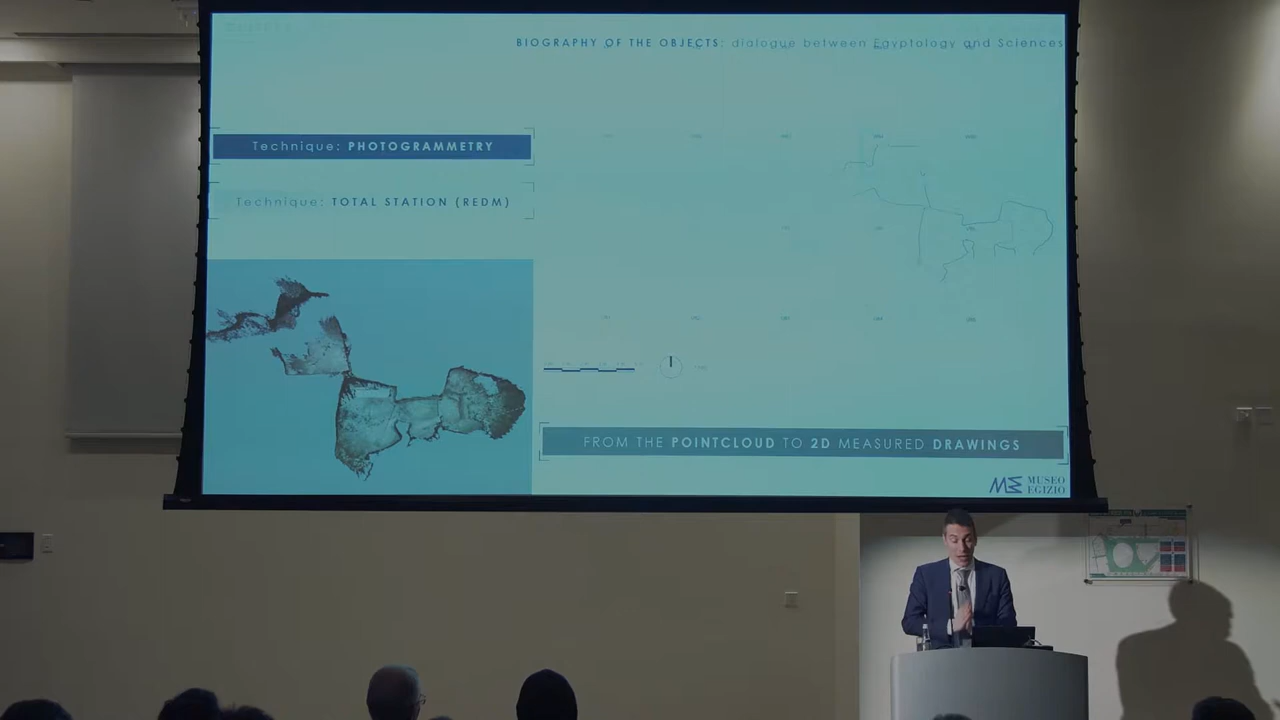 BIOGRAPHY OF THE OBJECTS: dialogue between Egyptology and Sciences
Technique: PHOTOGRAMMETRY
Technique: TOTAL STATION (REDM)
FROM THE POINTCLOUD TO 2D MEASURED DRAWINGS
MUSEO
EGIZIO